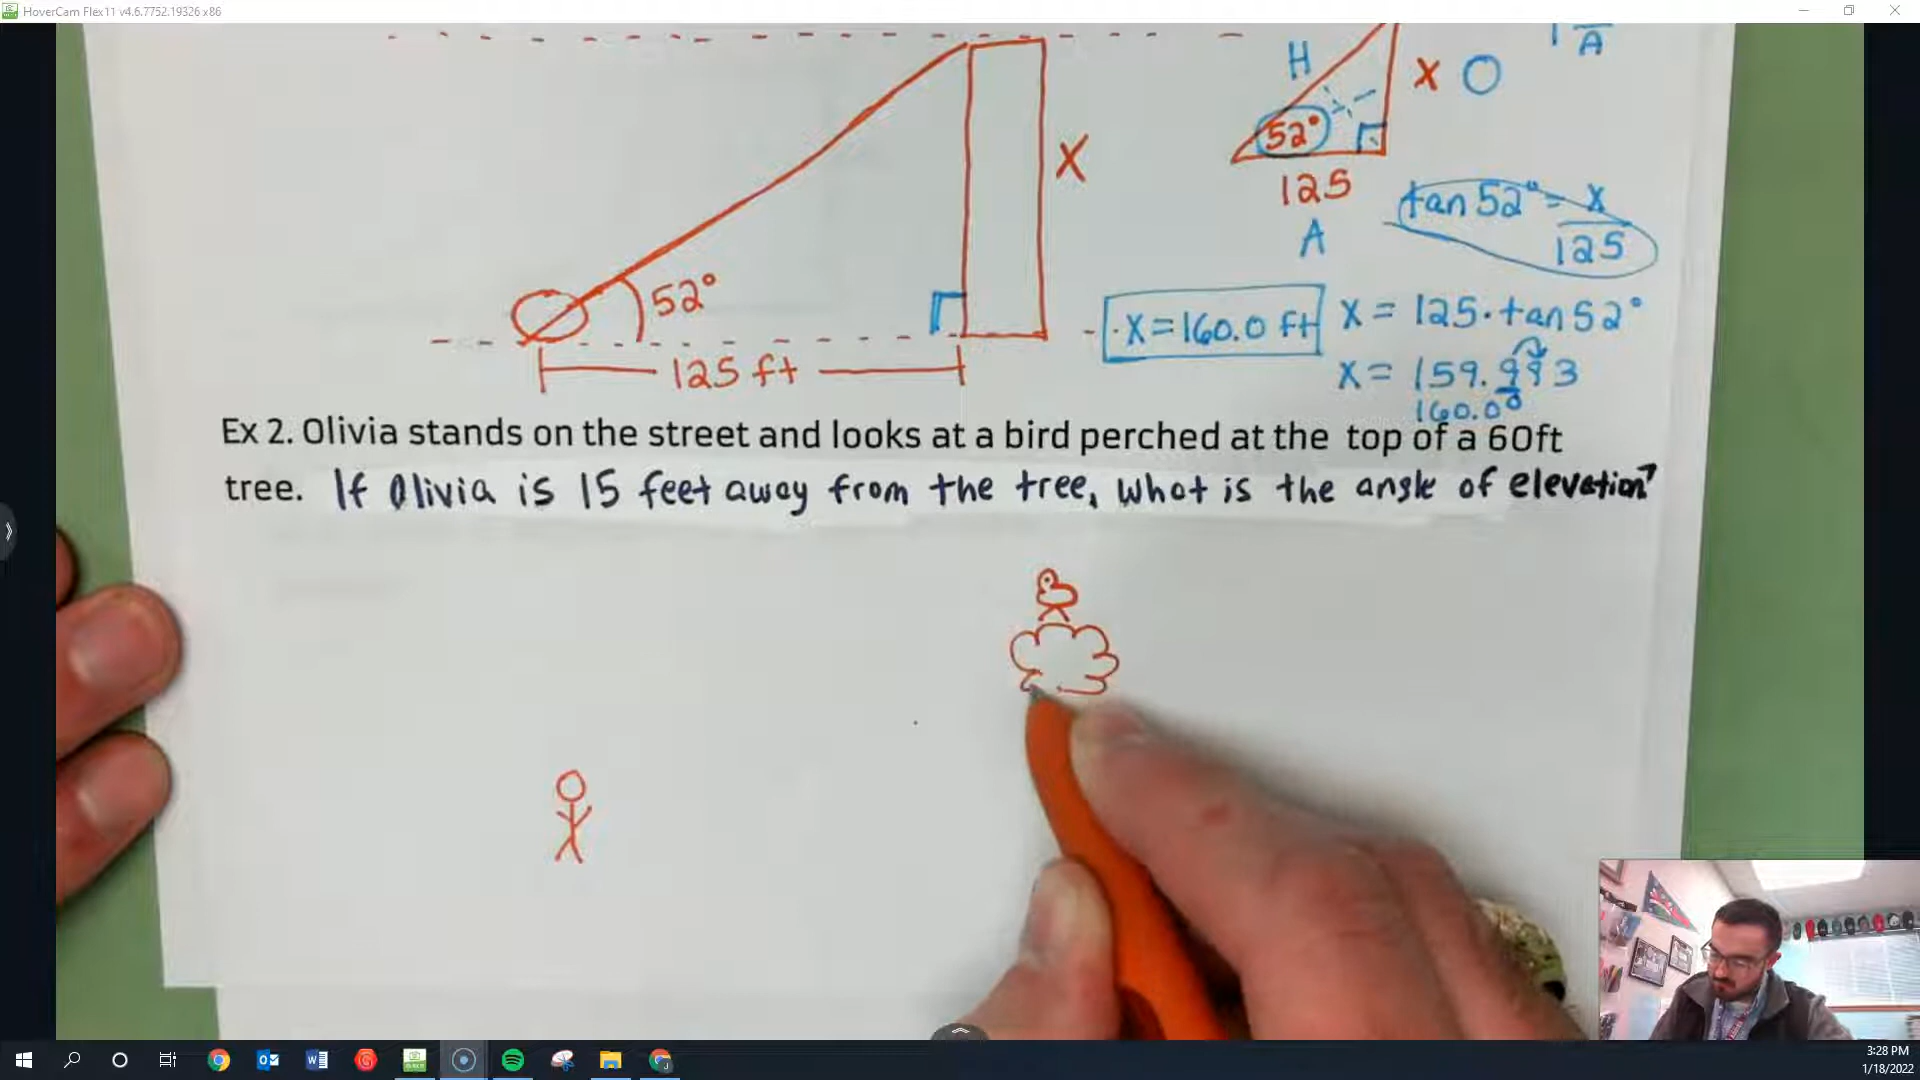 HoverCam Flex11 v4.6.7752.19326 x86
H
X O
A
52°
125
A
tan 52° = x
125
X
52°
125 ft
X = 160.0 ft
X = 125 · tan 52°
X = 159.993
160.0
Ex 2. Olivia stands on the street and looks at a bird perched at the top of a 60ft
tree. If Olivia is 15 feet away from the tree, what is the angle of elevation?
3:28 PM
1/18/2022